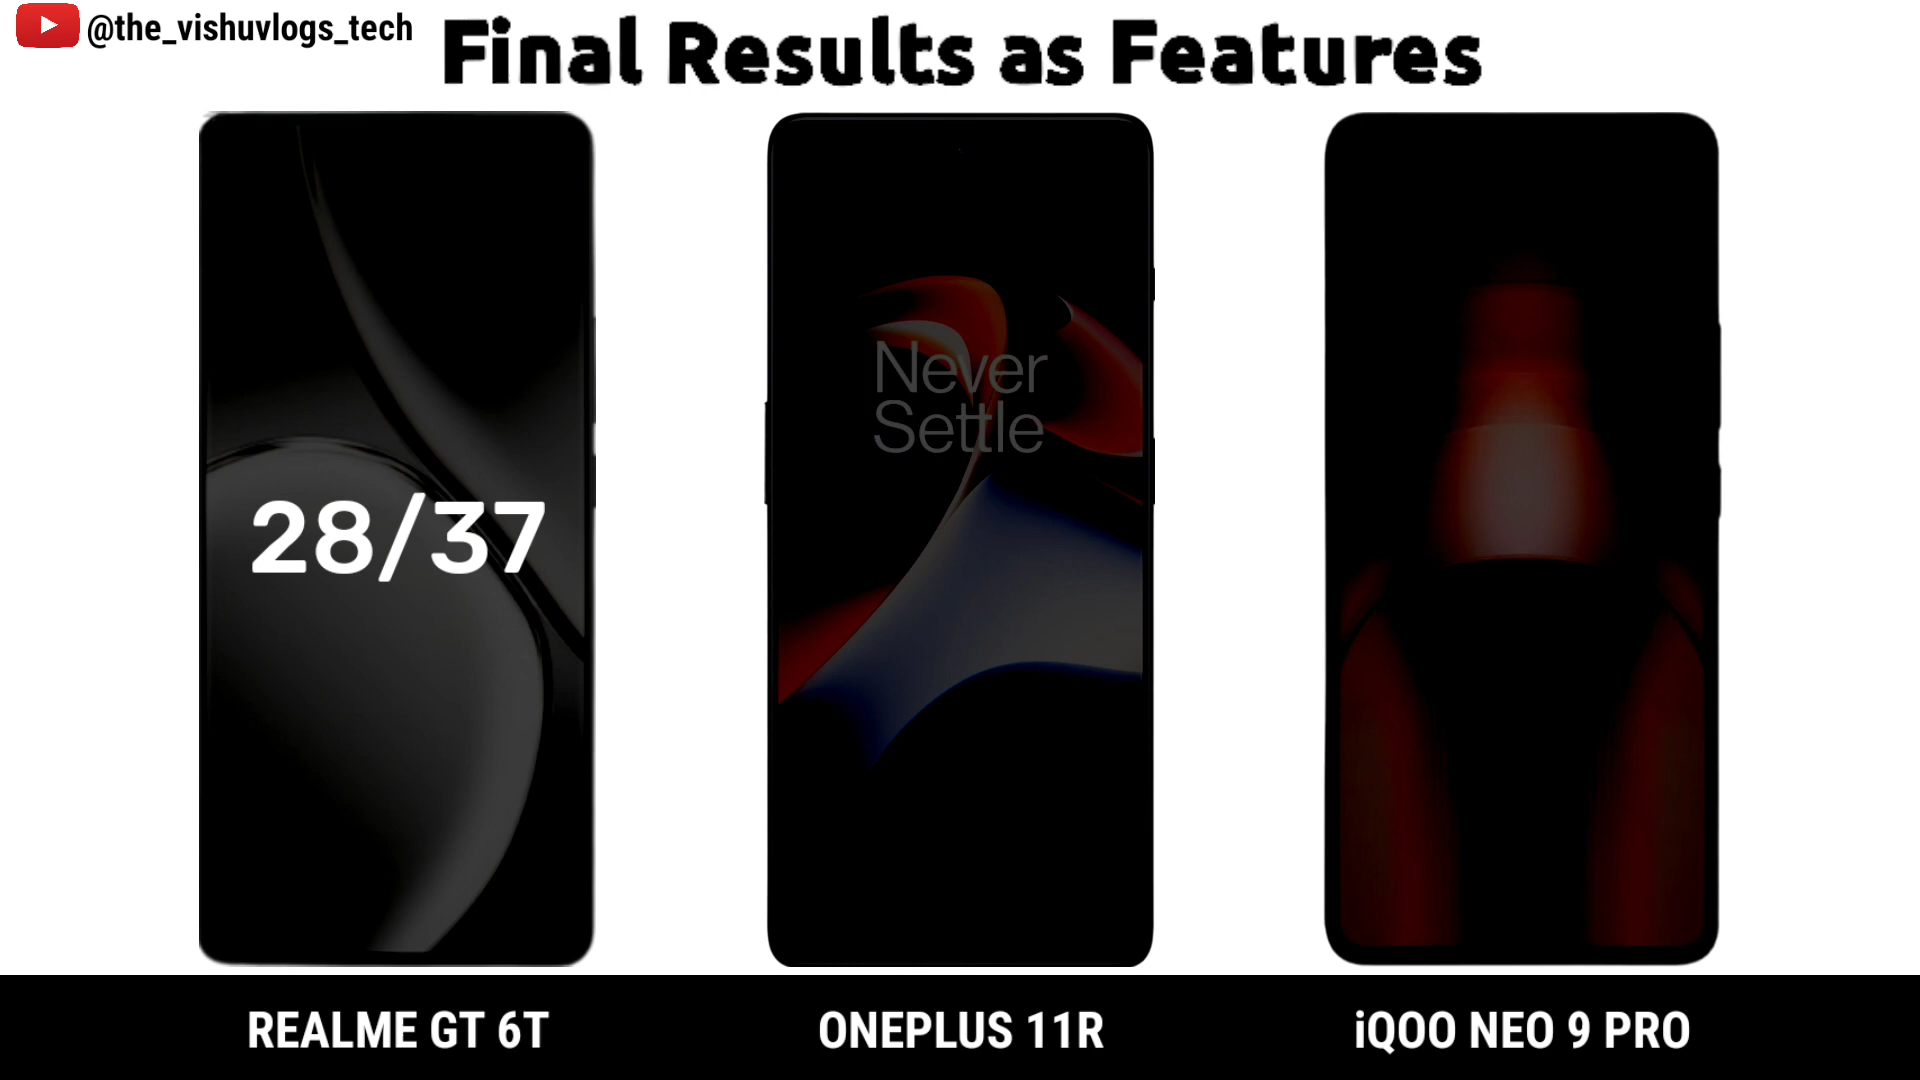 @the_vishuvlogs_tech
Final Results as Features
Never
Settle
28/37
REALME GT 6T
ONEPLUS 11R
iQOO NEO 9 PRO